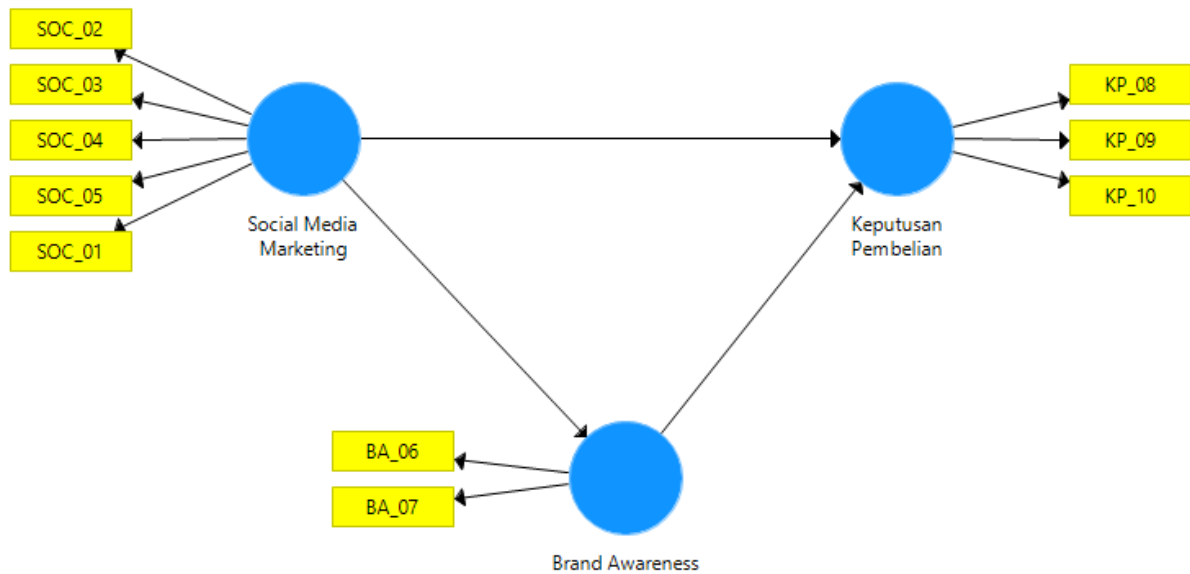 SOC_02
SOC_03
SOC_04
SOC_05
SOC_01
Social Media
Marketing
KP_08
KP_09
KP_10
Keputusan
Pembelian
BA_06
BA_07
Brand Awareness